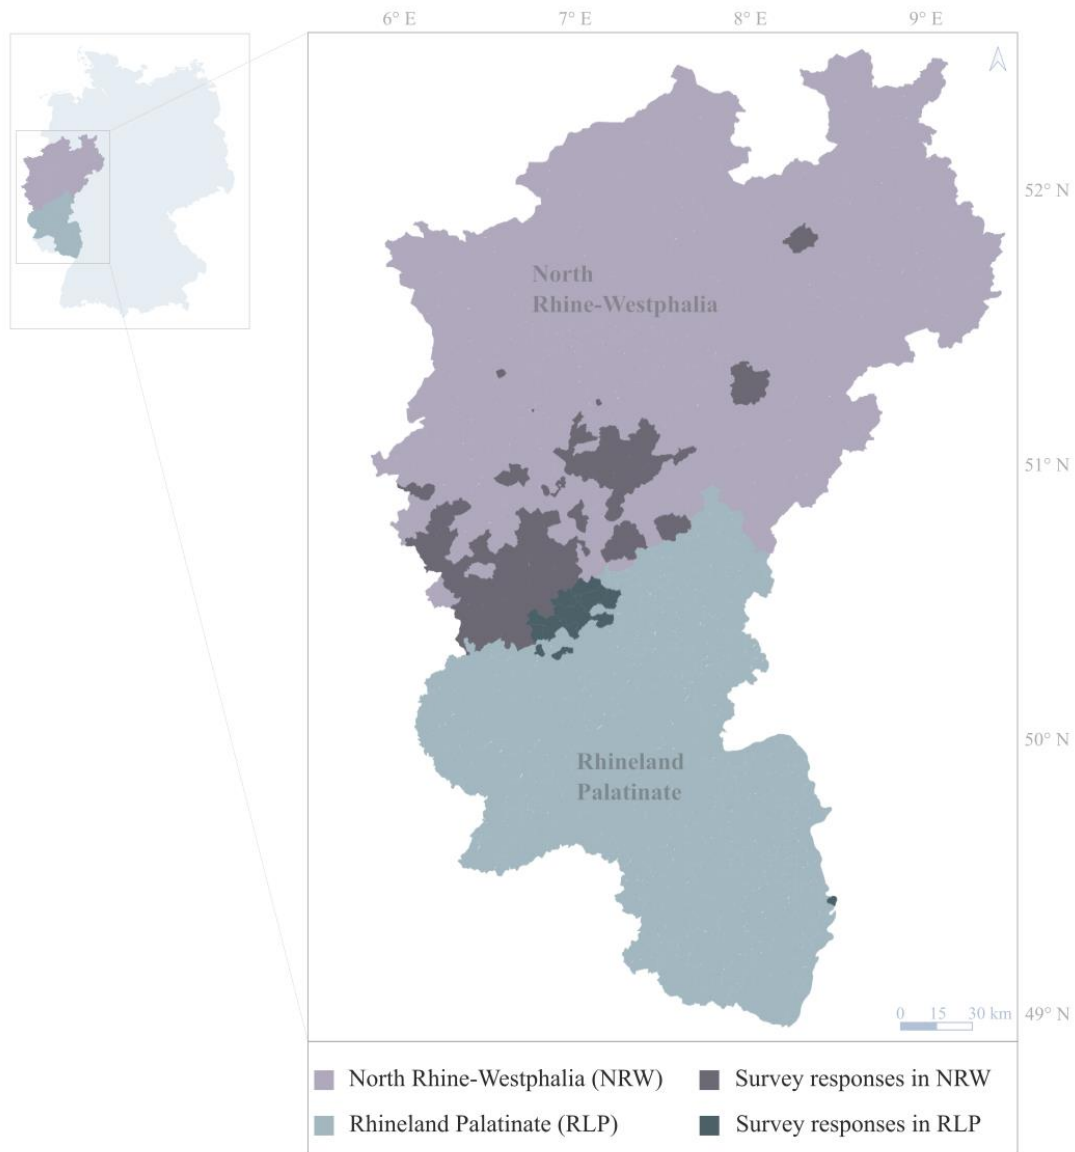 6° E 7° E 8° E 9° E
52° N
North
Rhine-Westphalia
51° N
50° N
Rhineland
Palatinate
49° N
0 15 30 km
North Rhine-Westphalia (NRW) Survey responses in NRW
Rhineland Palatinate (RLP) Survey responses in RLP